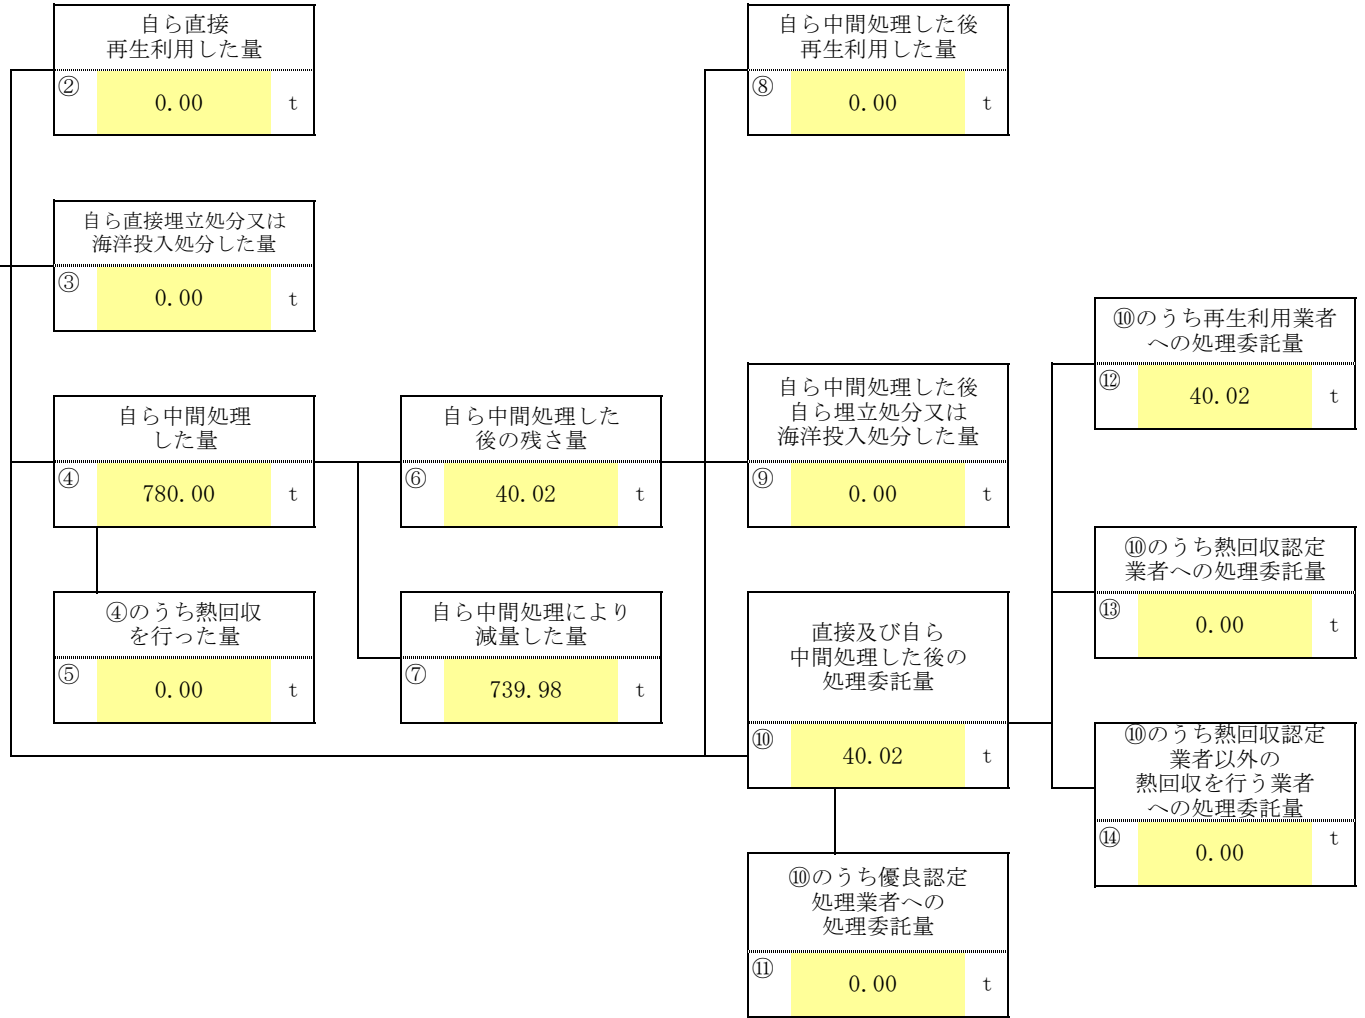 自ら直接
再生利用した量
②
0.00
t
自ら中間処理した後
再生利用した量
⑧
0.00
t
自ら直接埋立処分又は
海洋投入処分した量
③
0.00
t
⑩のうち再生利用業者
への処理委託量
⑫
40.02
t
自ら中間処理
した量
④
780.00
t
自ら中間処理した
後の残さ量
⑥
40.02
t
自ら中間処理した後
自ら埋立処分又は
海洋投入処分した量
⑨
0.00
t
⑩のうち熱回収認定
業者への処理委託量
⑬
0.00
t
④のうち熱回収
を行った量
⑤
0.00
t
自ら中間処理により
減量した量
⑦
739.98
t
直接及び自ら
中間処理した後の
処理委託量
⑩
40.02
t
⑩のうち熱回収認定
業者以外の
熱回収を行う業者
への処理委託量
⑭
0.00
t
⑩のうち優良認定
処理業者への
処理委託量
⑪
0.00
t